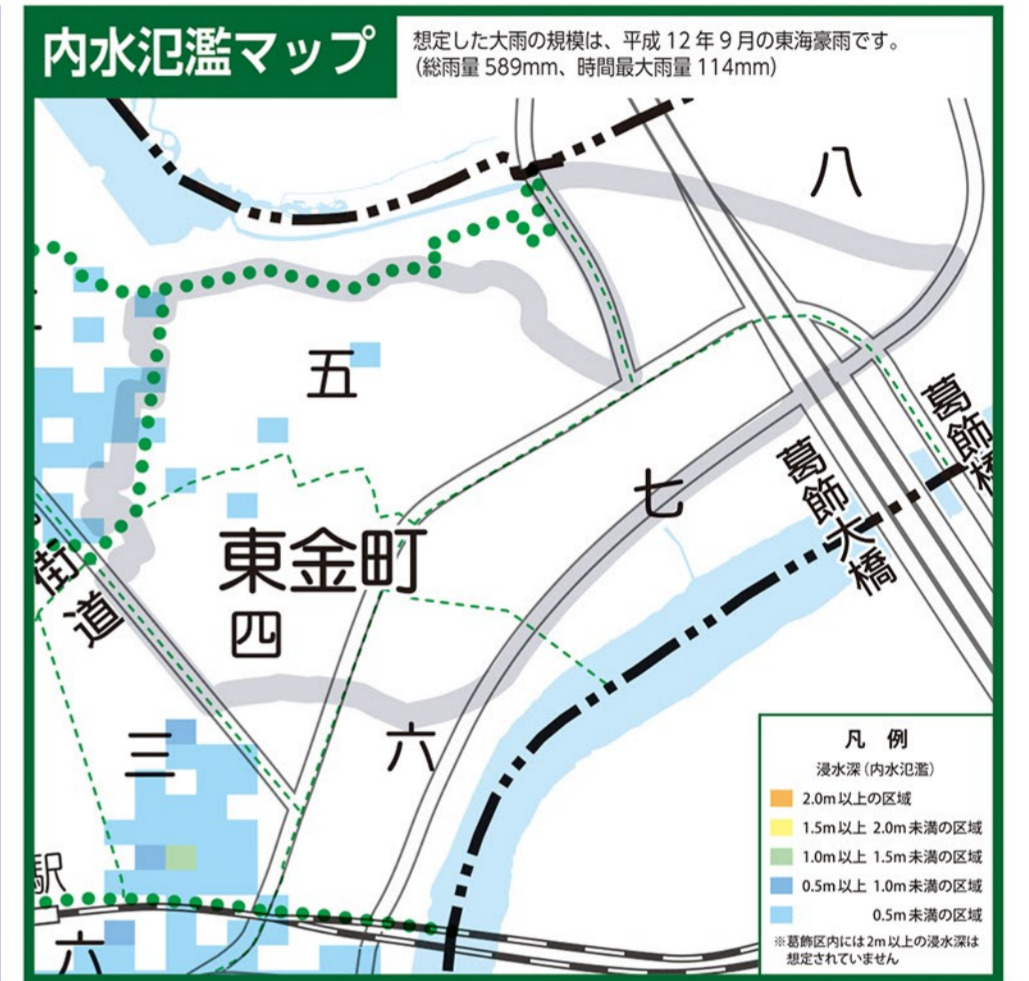 内水氾濫マップ
想定した大雨の規模は、平成12年9月の東海豪雨です。
(総雨量589mm、時間最大雨量114mm)
八
五
葛飾橋
七
葛飾大橋
東金町
街道
四
三
六
駅
六
凡 例
浸水深(内水氾濫)
2.0m以上の区域
1.5m以上 2.0m未満の区域
1.0m以上 1.5m未満の区域
0.5m以上 1.0m未満の区域
0.5m未満の区域
※葛飾区内には2m以上の浸水深は
想定されていません